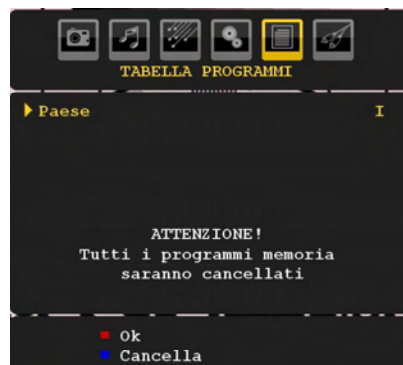 TABELLA PROGRAMMI
Paese I
ATTENZIONE!
Tutti i programmi memoria
saranno cancellati
Ok
Cancella